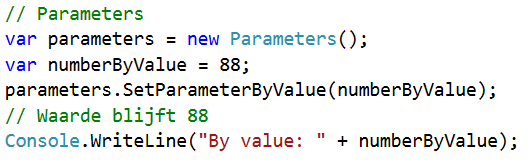 // Parameters
var parameters = new Parameters();
var numberByValue = 88;
parameters.SetParameterByValue(numberByValue);
// Waarde blijft 88
Console.WriteLine("By value: " + numberByValue);